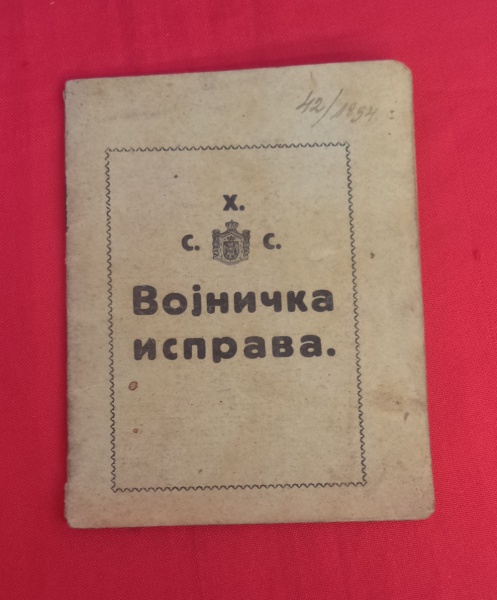 42/1894.
Х.
С. С.
Војничка
исправа.